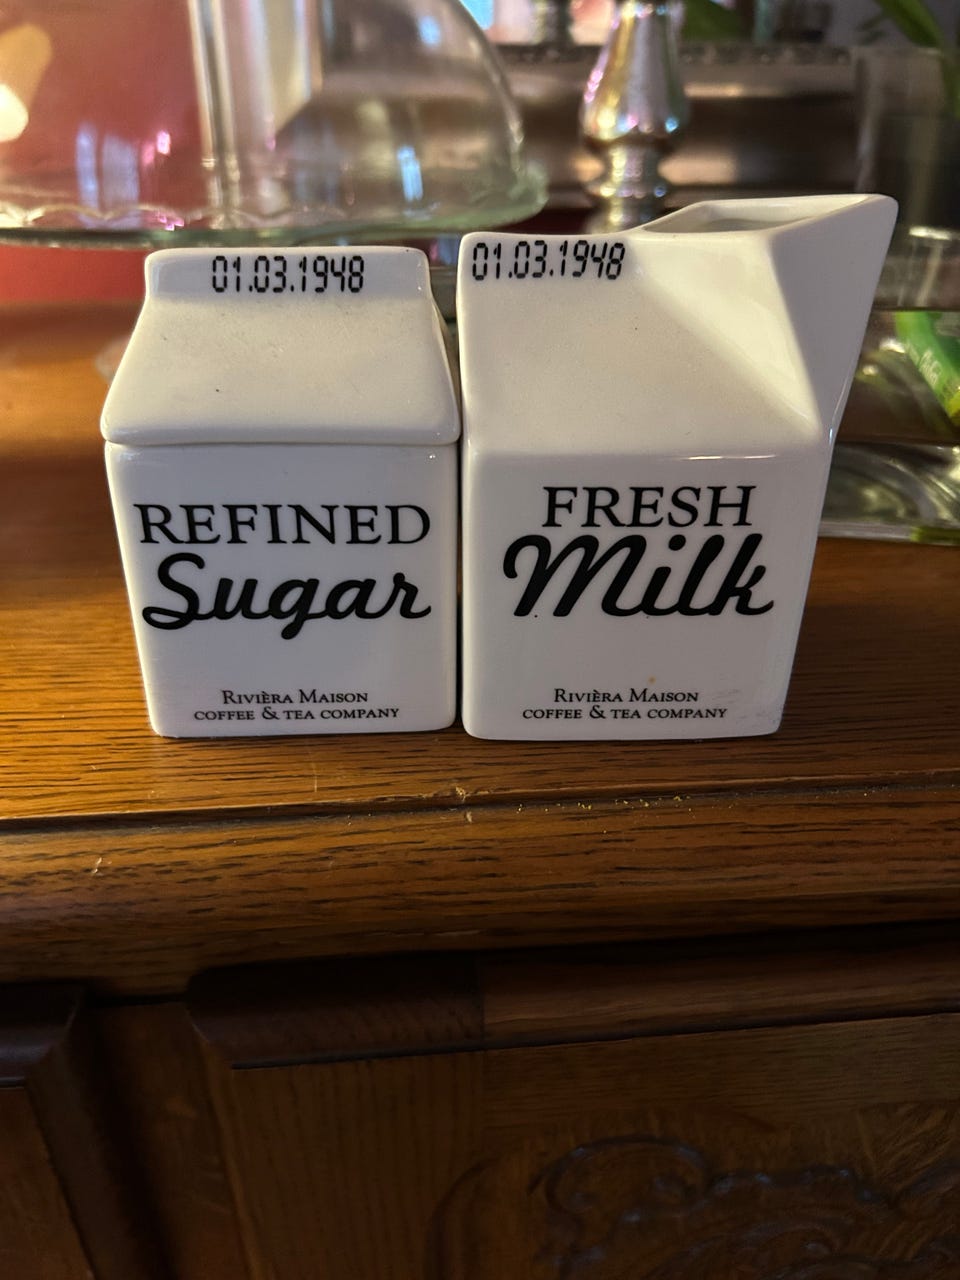 01.03.1948
REFINED
Sugar
RIVIÈRA MAISON
COFFEE & TEA COMPANY
01.03.1948
FRESH
Milk
RIVIÈRA MAISON
COFFEE & TEA COMPANY